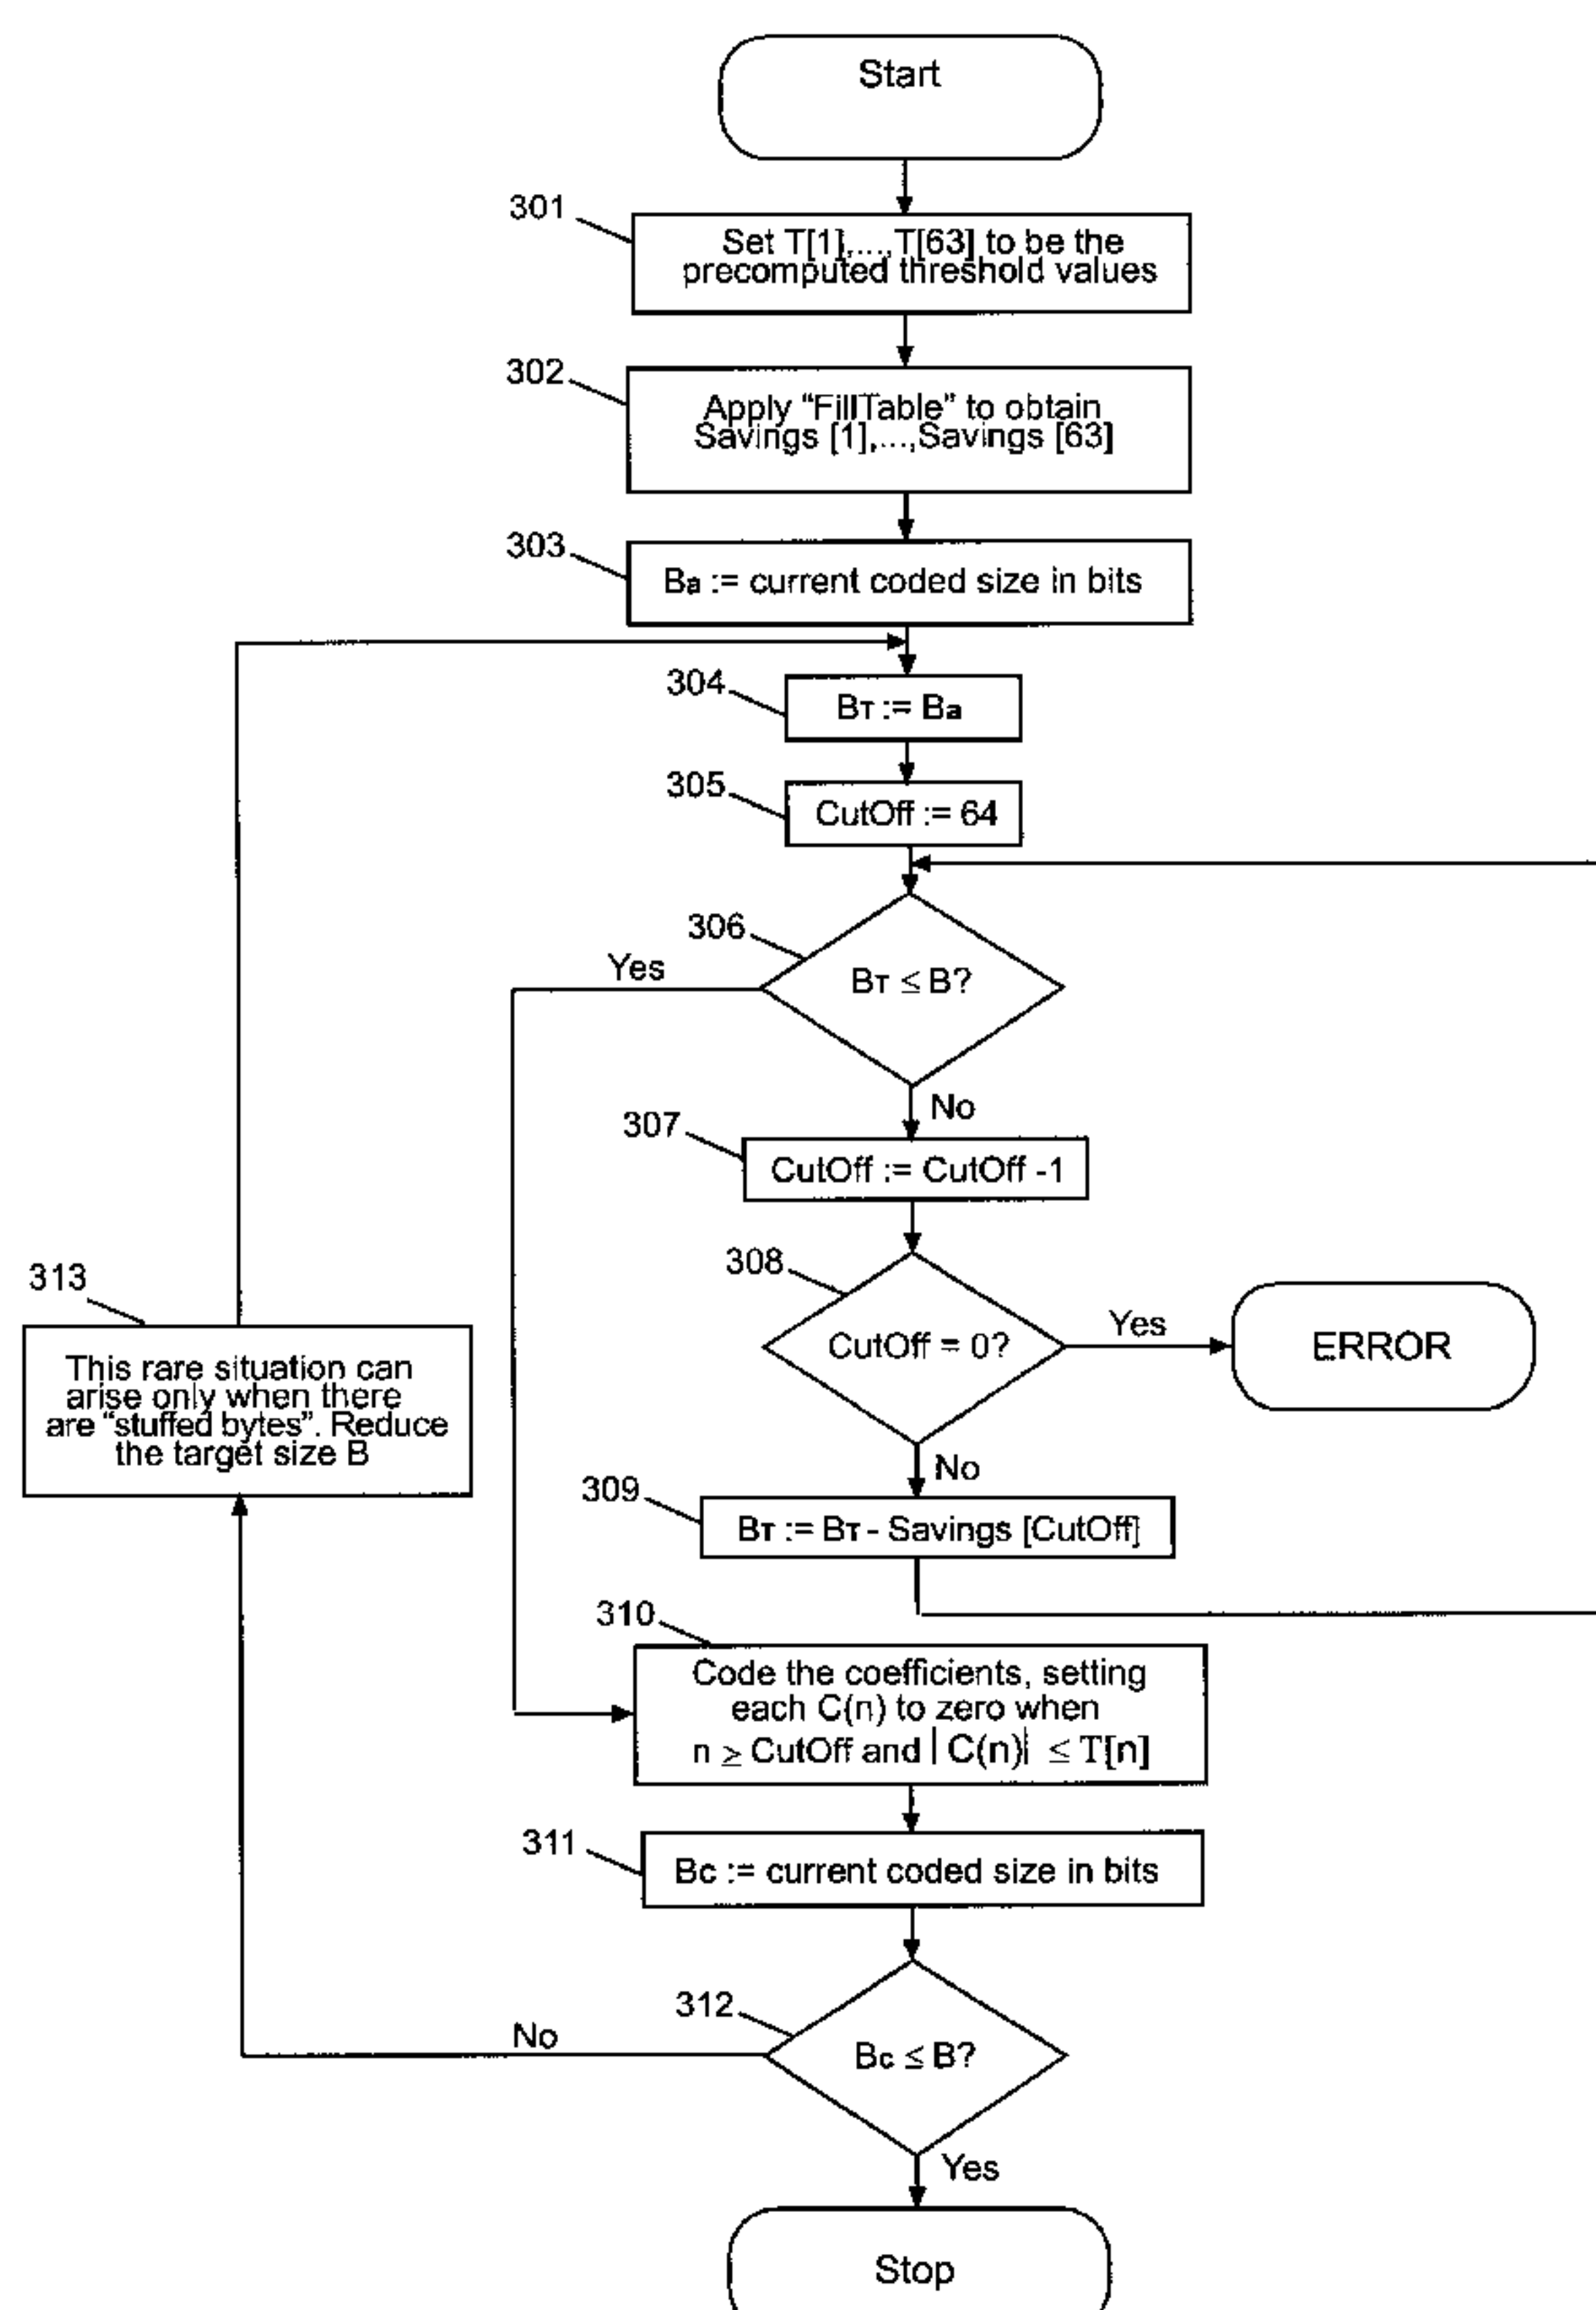 Start
301
Set T[1],...,T[63] to be the
precomputed threshold values
302
Apply “FillTable” to obtain
Savings [1],...,Savings [63]
303
Ba := current coded size in bits
304
BT := Ba
305
CutOff := 64
306
BT ≤ B?
Yes
No
307
CutOff := CutOff -1
308
CutOff = 0?
Yes
ERROR
No
313
This rare situation can
arise only when there
are “stuffed bytes”. Reduce
the target size B
309
BT := BT - Savings [CutOff]
310
Code the coefficients, setting
each C(n) to zero when
n ≥ CutOff and | C(n)| ≤ T[n]
311
Bc := current coded size in bits
312
Bc ≤ B?
No
Yes
Stop